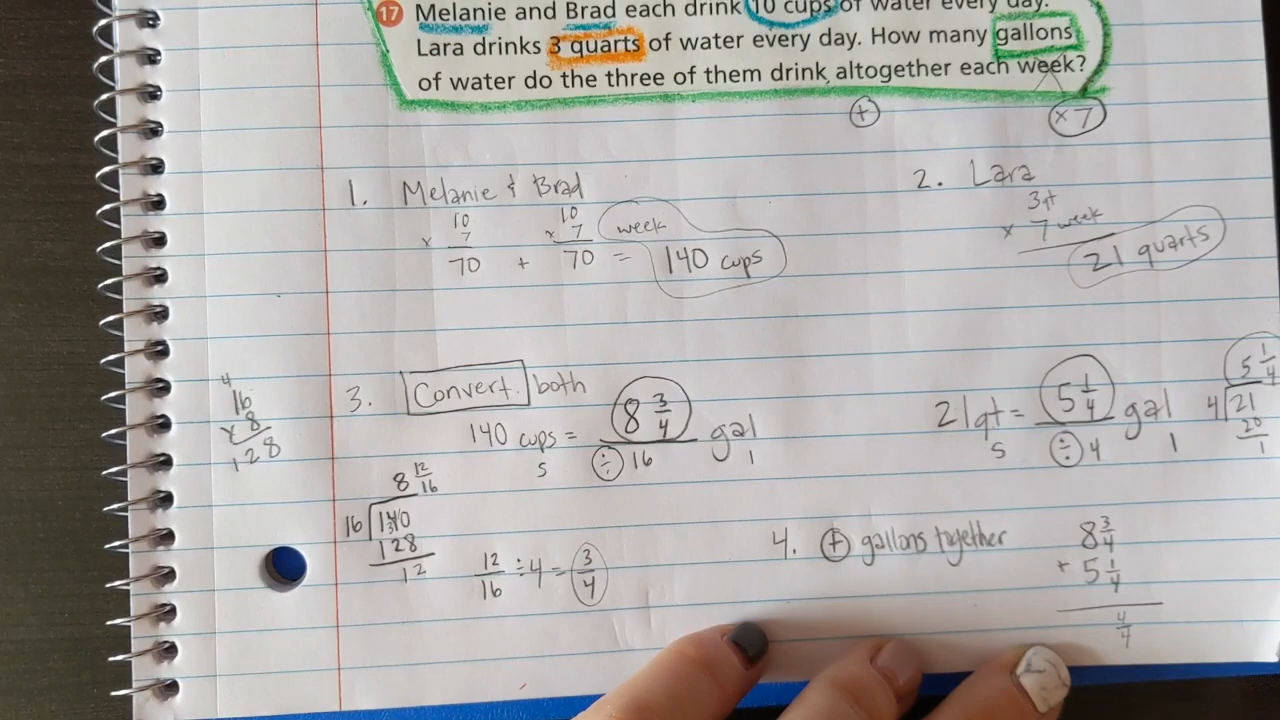 17 Melanie and Brad each drink 10 cups of water every day.
Lara drinks 3 quarts of water every day. How many gallons
of water do the three of them drink altogether each week?
+ × 7
1. Melanie & Brad
10 10
× 7 × 7 week
70 + 70 = 140 cups
2. Lara
3qt
× 7 week
21 quarts
3. Convert. both
140 cups = 8 3/4 gal
S ÷ 16 1
21qt = 5 1/4 gal
S ÷ 4 1
5 1/4
4 21
20
1
4
16
× 8
128
8 12/16
16 140
128
12
12/16 ÷ 4 = 3/4
4. + gallons together
8 3/4
+ 5 1/4
4/4